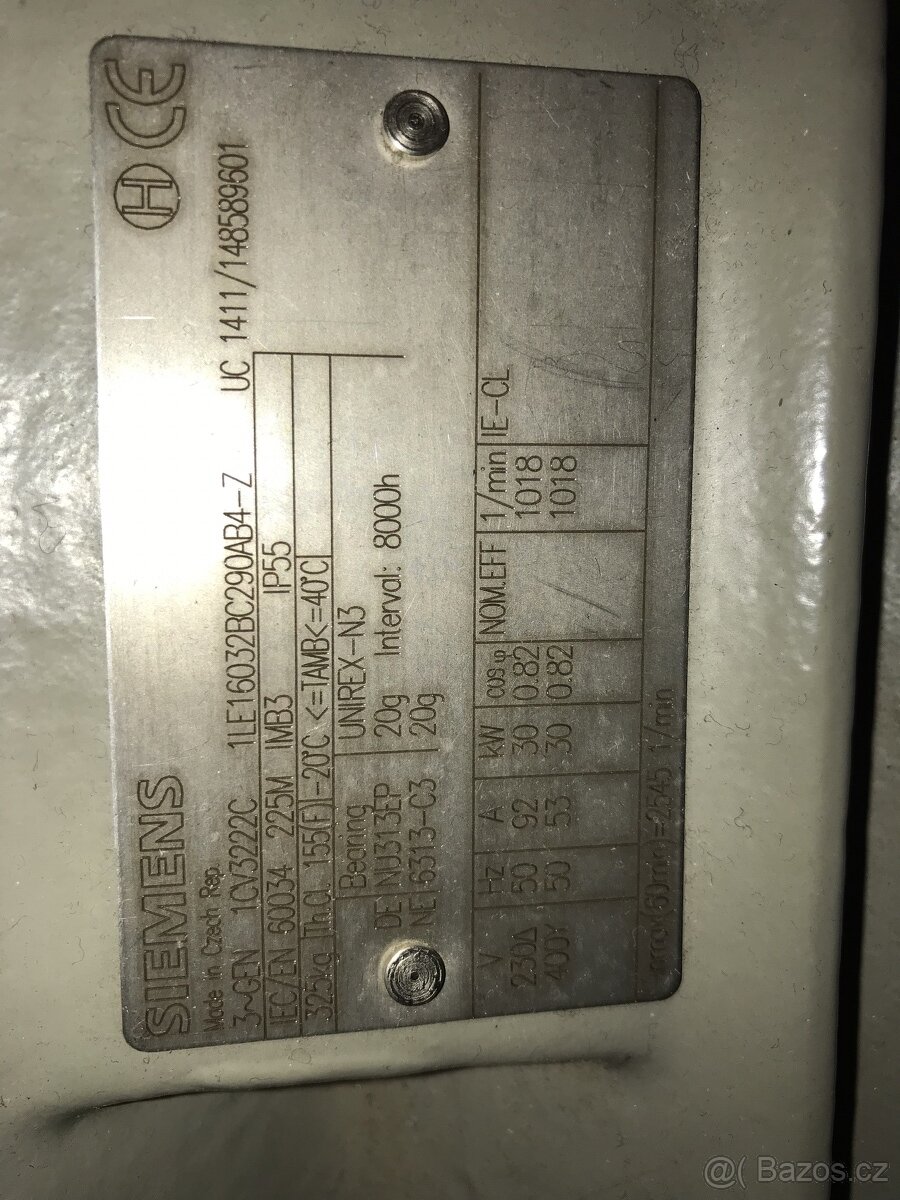 SIEMENS
H CE
Made in Czech Rep.
3~GEN 1CV3222C 1LE16032BC290AB4-Z UC 1411/148589601
IEC/EN 60034 225M IMB3 IP55
325kg Th.Cl. 155(F) -20°C <=TAMB<=40°C
Bearing UNIREX-N3
DE NU313EP 20g Interval: 8000h
NE 6313-C3 20g
V Hz A kW cos φ NOM.EFF 1/min IE-CL
230Δ 50 92 30 0.82 / 1018
400Y 50 53 30 0.82 1018
(60min)=2545 1/min
@( Bazos.cz